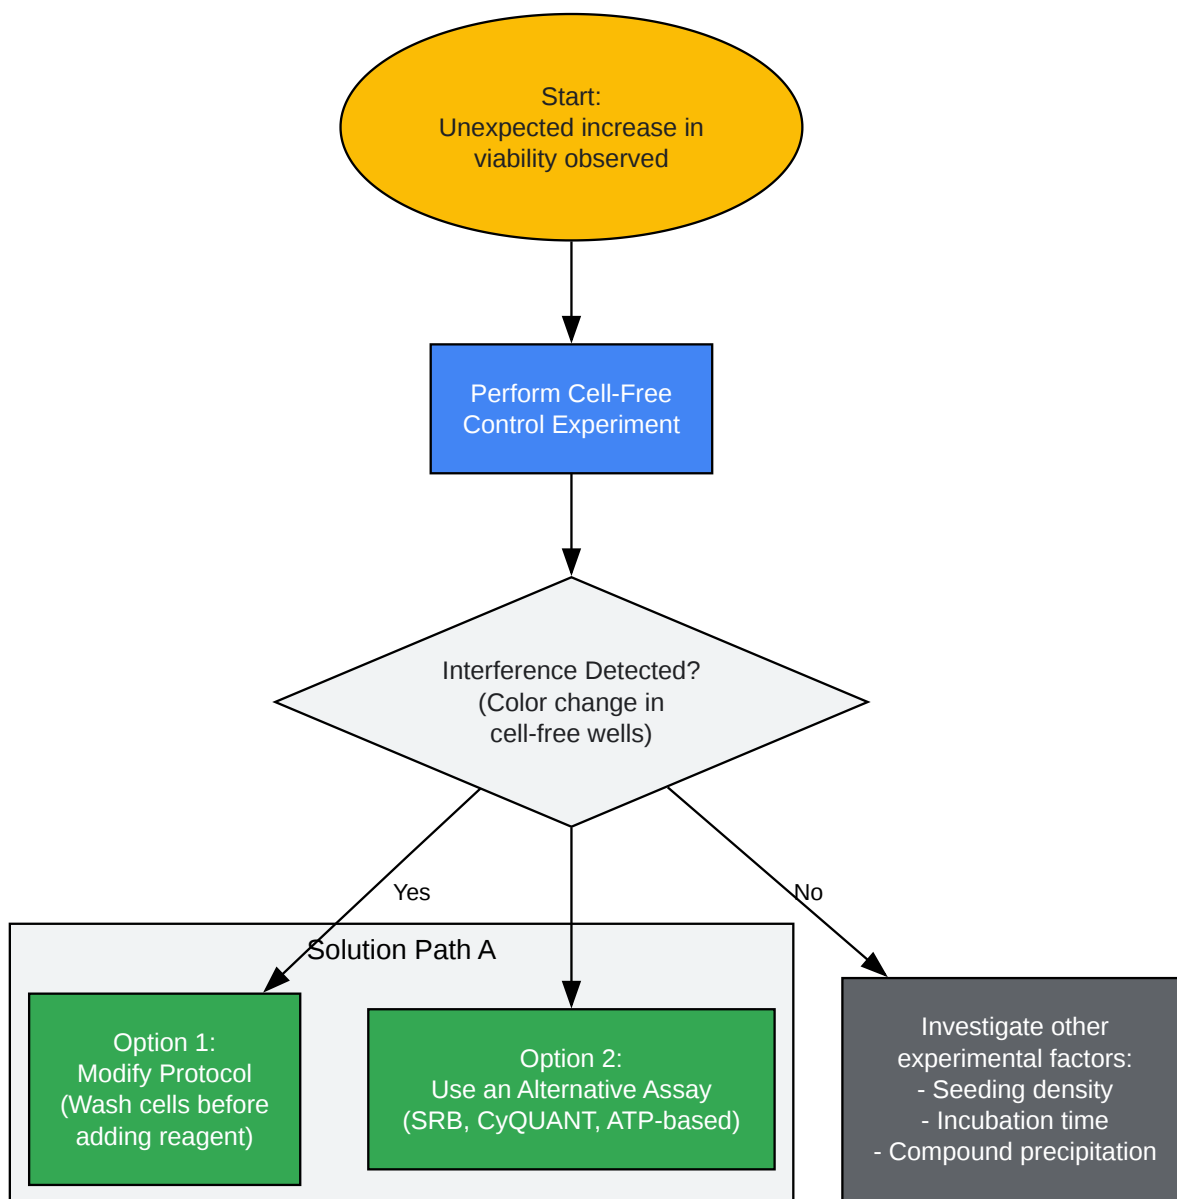 Start:
Unexpected increase in
viability observed
Perform Cell-Free
Control Experiment
Interference Detected?
(Color change in
cell-free wells)
Yes
No
Solution Path A
Option 1:
Modify Protocol
(Wash cells before
adding reagent)
Option 2:
Use an Alternative Assay
(SRB, CyQUANT, ATP-based)
Investigate other
experimental factors:
- Seeding density
- Incubation time
- Compound precipitation